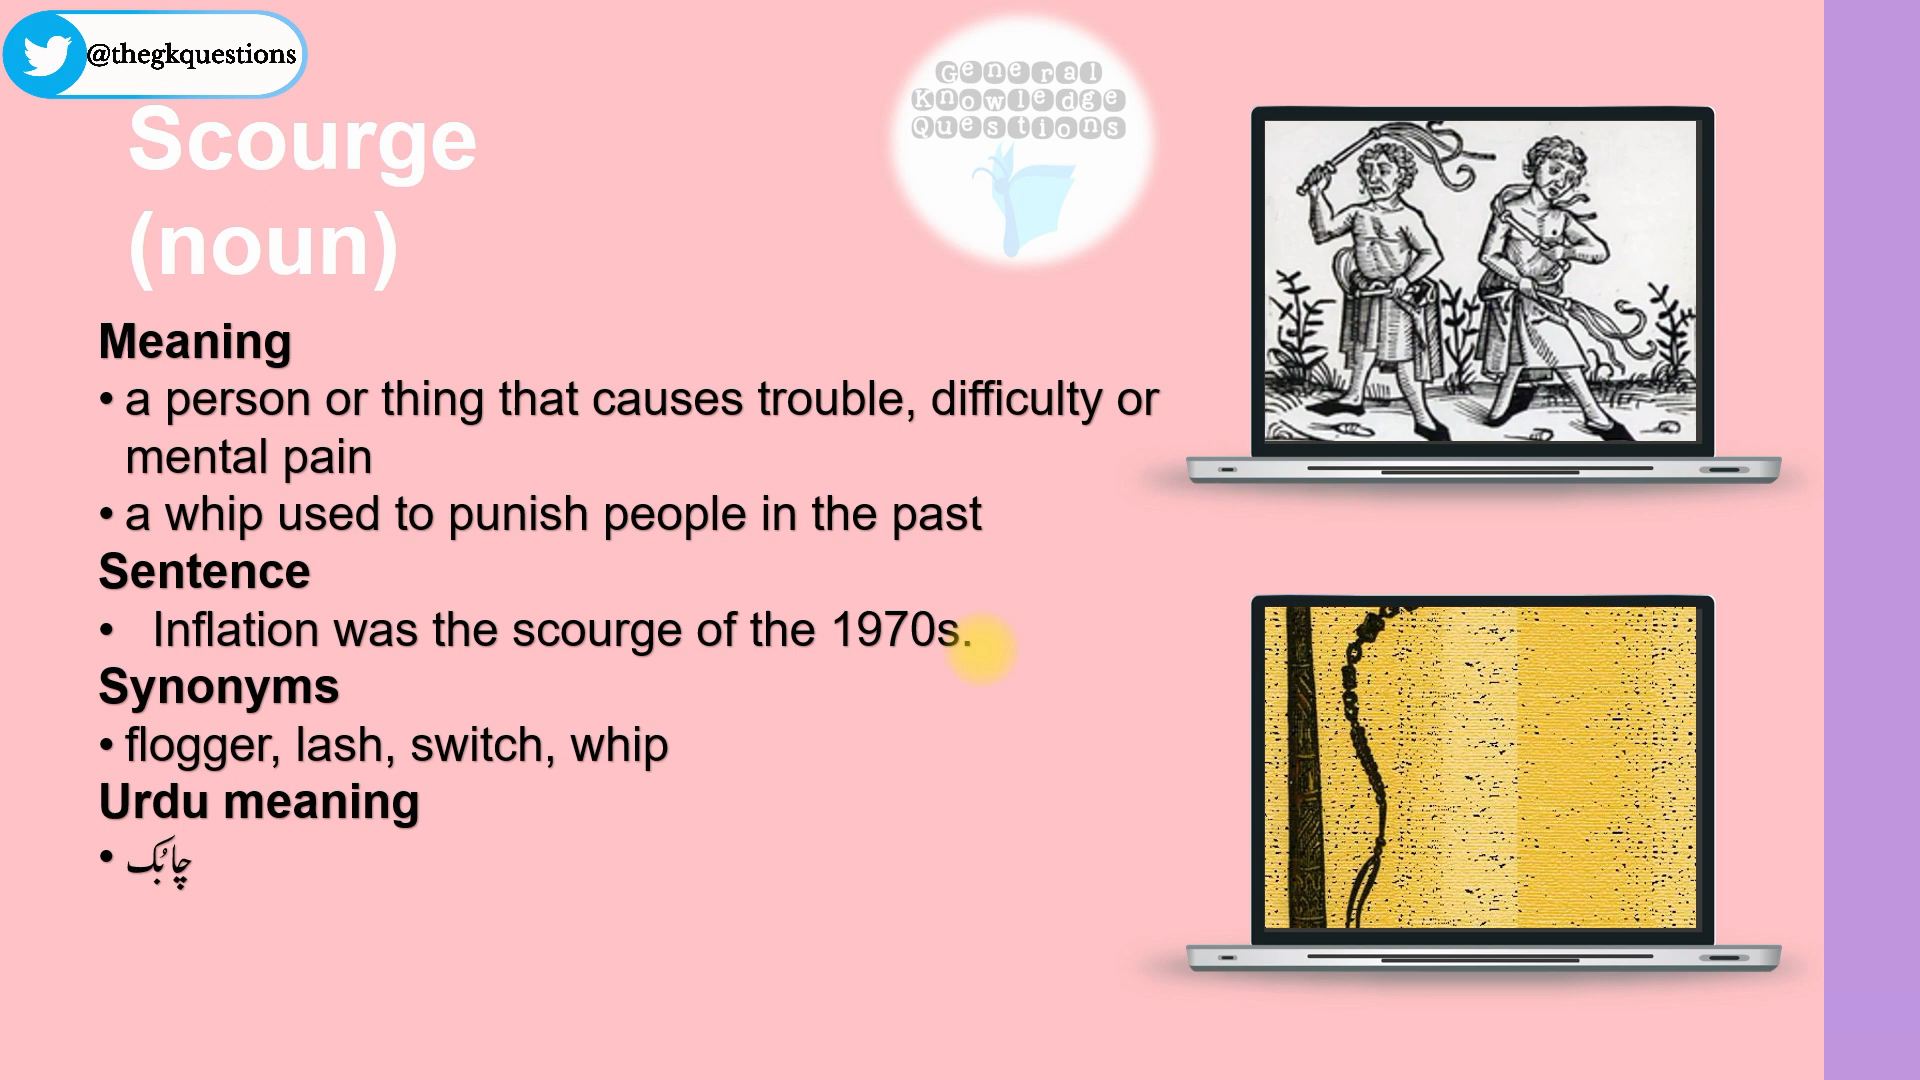 @thegkquestions
General
Knowledge
Questions
Scourge
(noun)
Meaning
• a person or thing that causes trouble, difficulty or
mental pain
• a whip used to punish people in the past
Sentence
• Inflation was the scourge of the 1970s.
Synonyms
• flogger, lash, switch, whip
Urdu meaning
• چابُک